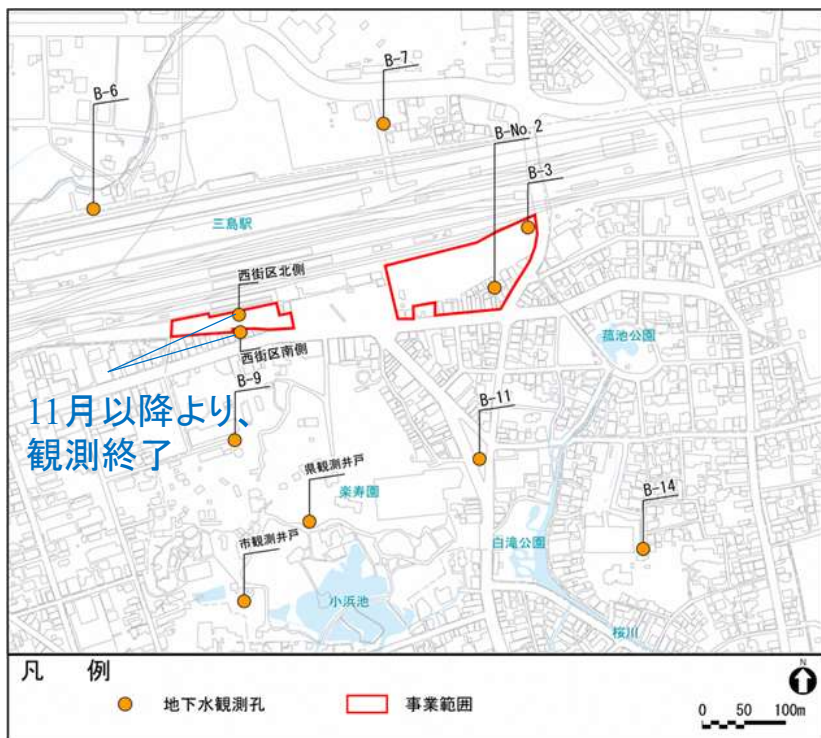 B-7
B-6
B-No.2
B-3
三島駅
西街区北側
菰池公園
西街区南側
11月以降より、
観測終了
B-9
B-11
県観測井戸
楽寿園
B-14
市観測井戸
白滝公園
小浜池
桜川
凡 例
地下水観測孔
事業範囲
N
0 50 100m